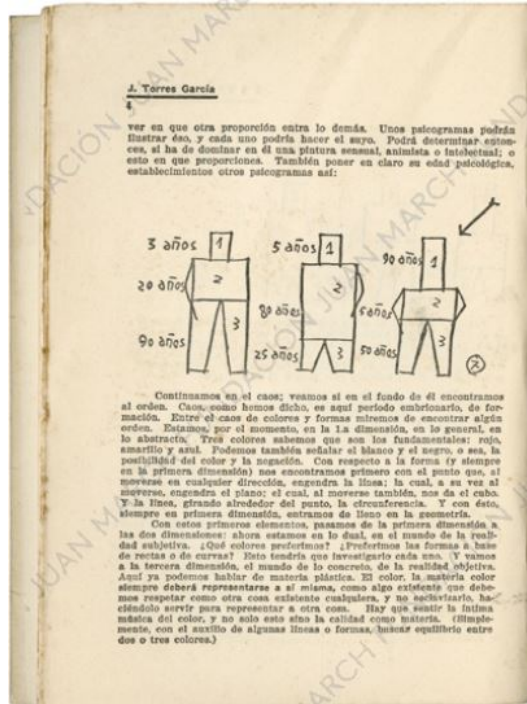 J. Torres García
4
ver en que otra proporción entra lo demás. Unos psicogramas podrán
ilustrar éso, y cada uno podría hacer el suyo. Podrá determinar enton-
ces, si ha de dominar en él una pintura sensual, animista o intelectual; o
esto en que proporciones. También poner en claro su edad psicológica,
establecimientos otros psicogramas así:
3 años 1 5 años 1 90 años 1
20 años 2 2 2
80 años 5 años
90 años 3 25 años 3 50 años 3
Continuamos en el caos; veamos si en el fondo de él encontramos
al orden. Caos, como hemos dicho, es aquí período embrionario, de for-
mación. Entre el caos de colores y formas miremos de encontrar algún
orden. Estamos, por el momento, en la 1.a dimensión, en lo general, en
lo abstracto. Tres colores sabemos que son los fundamentales: rojo,
amarillo y azul. Podemos también señalar el blanco y el negro, o sea, la
posibilidad del color y la negación. Con respecto a la forma (y siempre
en la primera dimensión) nos encontramos primero con el punto que, al
moverse en cualquier dirección, engendra la línea; la cual, a su vez al
moverse, engendra el plano; el cual, al moverse también, nos da el cubo.
Y la línea, girando alrededor del punto, la circunferencia. Y con ésto,
siempre en primera dimensión, entramos de lleno en la geometría.
Con estos primeros elementos, pasamos de la primera dimensión a
las dos dimensiones: ahora estamos en lo dual, en el mundo de la reali-
dad subjetiva. ¿Qué colores preferimos? ¿Preferimos las formas a base
de rectas o de curvas? Esto tendría que investigarlo cada uno. Y vamos
a la tercera dimensión, el mundo de lo concreto, de la realidad objetiva.
Aquí ya podemos hablar de materia plástica. El color, la materia color
siempre deberá representarse a sí misma, como algo existente que debe-
mos respetar como otra cosa existente cualquiera, y no esclavizarlo, ha-
ciéndolo servir para representar a otra cosa. Hay que sentir la íntima
música del color, y no solo esto sino la calidad como materia. (Simple-
mente, con el auxilio de algunas líneas o formas, buscar equilibrio entre
dos o tres colores.)